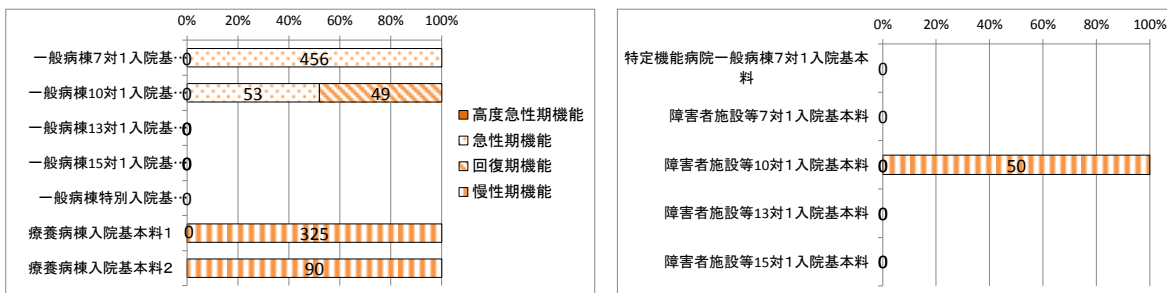 0% 20% 40% 60% 80% 100%
一般病棟7対1入院基… 0 456
一般病棟10対1入院基… 0 53 49
一般病棟13対1入院基… 0
一般病棟15対1入院基… 0
一般病棟特別入院基… 0
療養病棟入院基本料1 0 325
療養病棟入院基本料2 90
高度急性期機能
急性期機能
回復期機能
慢性期機能
0% 20% 40% 60% 80% 100%
特定機能病院一般病棟7対1入院基本
料 0
障害者施設等7対1入院基本料 0
障害者施設等10対1入院基本料 0 50
障害者施設等13対1入院基本料 0
障害者施設等15対1入院基本料 0